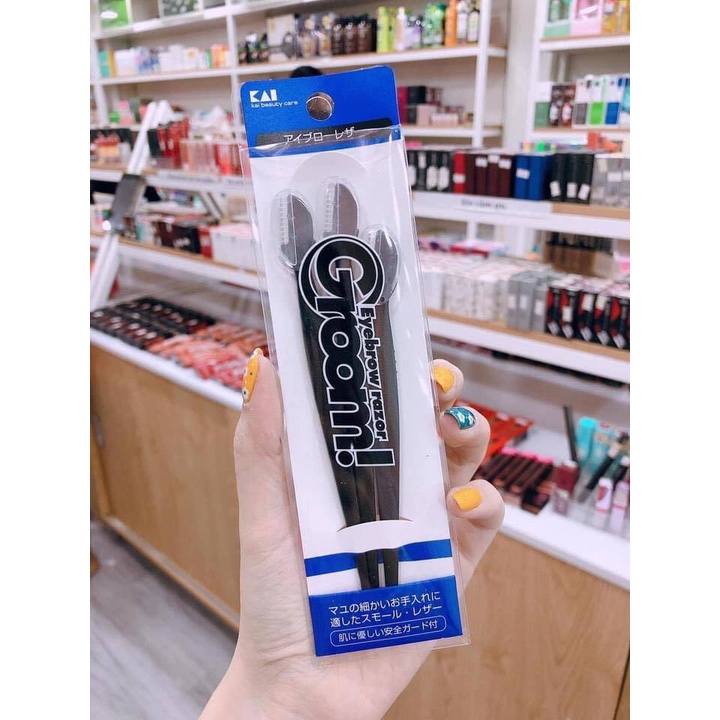 KAI
kai beauty care
アイブローレザ
Groom!
Eyebrow razor
マユの細かいお手入れに
適したスモール・レザー
肌に優しい安全ガード付